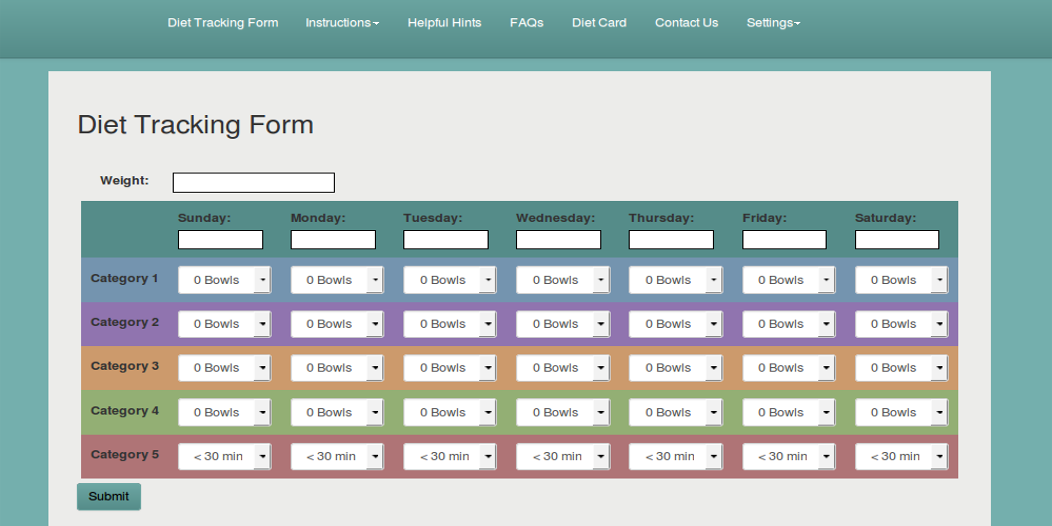 Diet Tracking Form Instructions Helpful Hints FAQs Diet Card Contact Us Settings
Diet Tracking Form
Weight:
Sunday: Monday: Tuesday: Wednesday: Thursday: Friday: Saturday:
Category 1 0 Bowls 0 Bowls 0 Bowls 0 Bowls 0 Bowls 0 Bowls 0 Bowls
Category 2 0 Bowls 0 Bowls 0 Bowls 0 Bowls 0 Bowls 0 Bowls 0 Bowls
Category 3 0 Bowls 0 Bowls 0 Bowls 0 Bowls 0 Bowls 0 Bowls 0 Bowls
Category 4 0 Bowls 0 Bowls 0 Bowls 0 Bowls 0 Bowls 0 Bowls 0 Bowls
Category 5 < 30 min < 30 min < 30 min < 30 min < 30 min < 30 min < 30 min
Submit